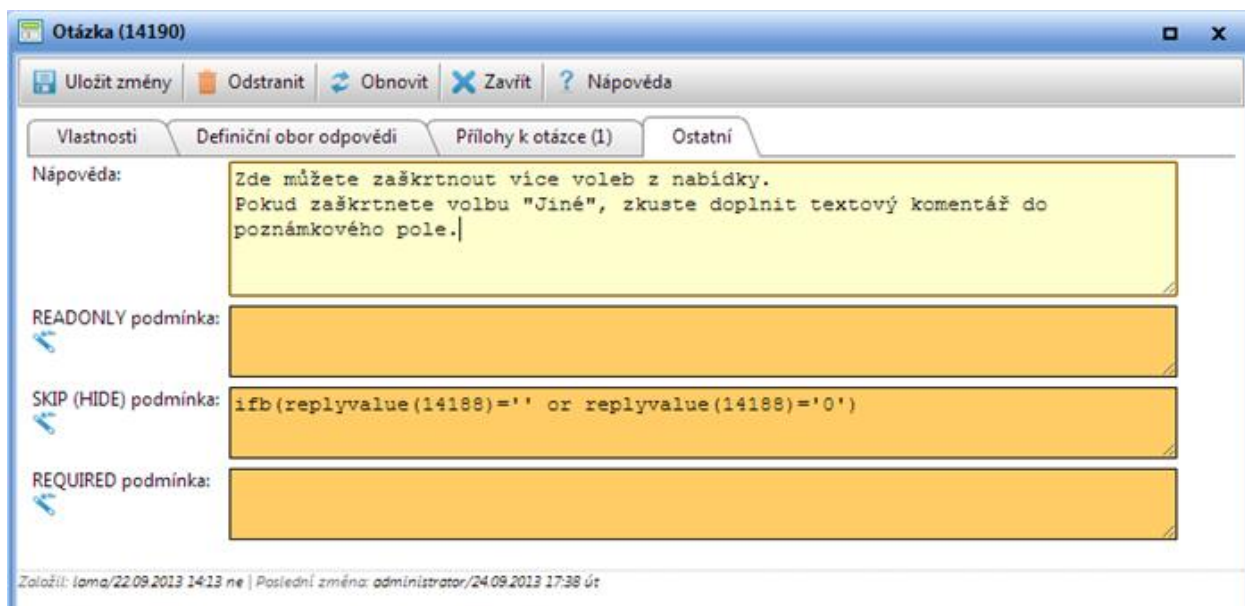 Otázka (14190)
Uložit změny Odstranit Obnovit Zavřít Nápověda
Vlastnosti Definiční obor odpovědi Přílohy k otázce (1) Ostatní
Nápověda:
Zde můžete zaškrtnout více voleb z nabídky.
Pokud zaškrtnete volbu "Jiné", zkuste doplnit textový komentář do
poznámkového pole.
READONLY podmínka:
SKIP (HIDE) podmínka:
ifb(replyvalue(14188)='' or replyvalue(14188)='0')
REQUIRED podmínka:
Založil: lama/22.09.2013 14:13 ne | Poslední změna: administrator/24.09.2013 17:38 út